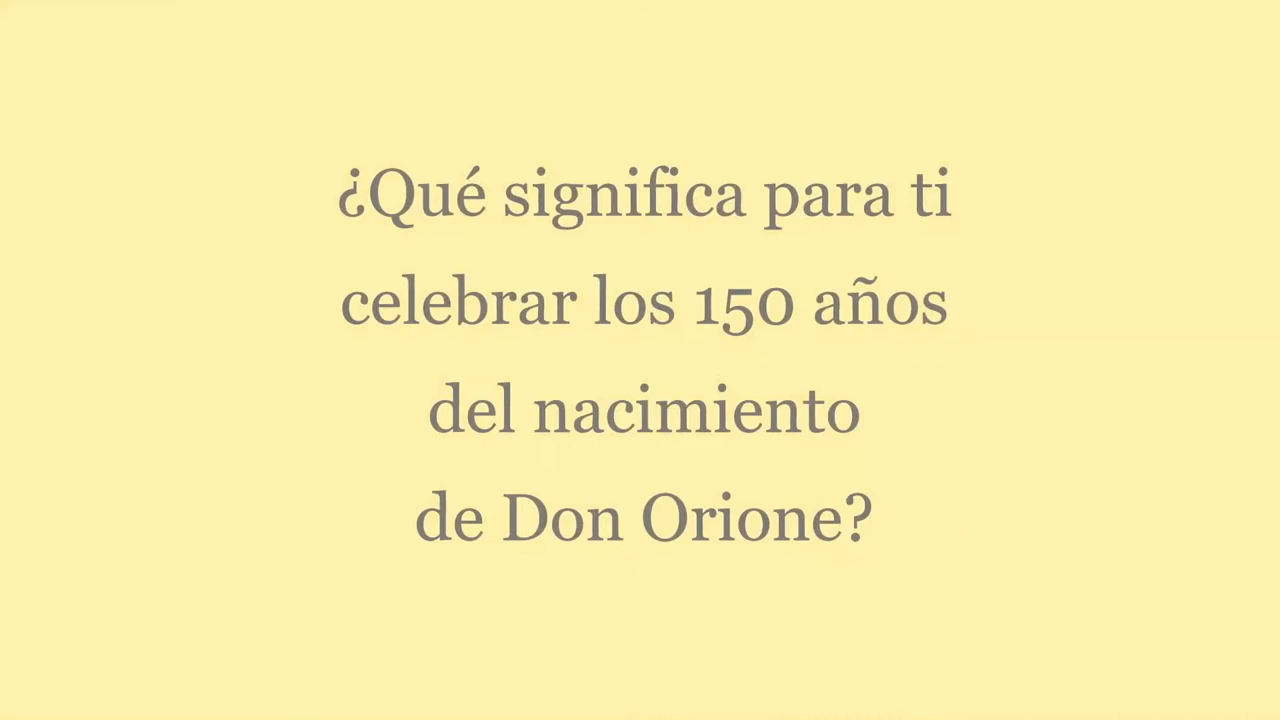 ¿Qué significa para ti
celebrar los 150 años
del nacimiento
de Don Orione?